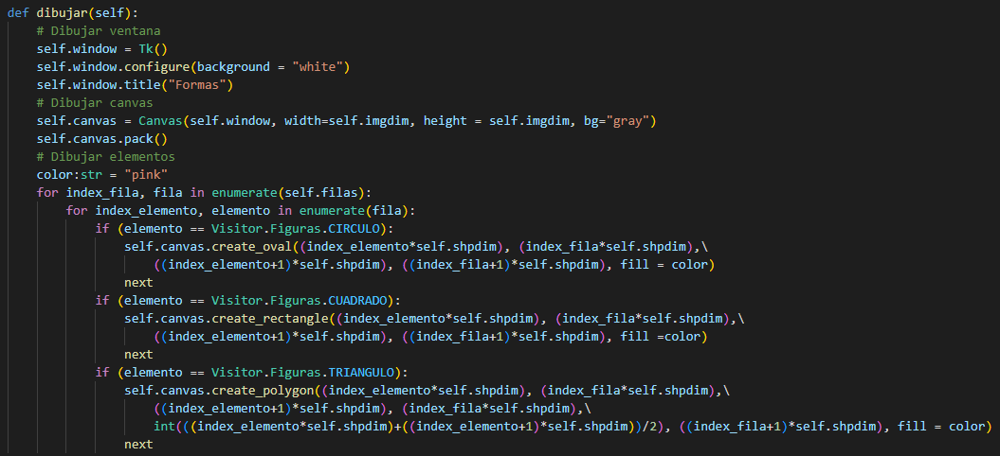 def dibujar(self):
    # Dibujar ventana
    self.window = Tk()
    self.window.configure(background = "white")
    self.window.title("Formas")
    # Dibujar canvas
    self.canvas = Canvas(self.window, width=self.imgdim, height = self.imgdim, bg="gray")
    self.canvas.pack()
    # Dibujar elementos
    color:str = "pink"
    for index_fila, fila in enumerate(self.filas):
        for index_elemento, elemento in enumerate(fila):
            if (elemento == Visitor.Figuras.CIRCULO):
                self.canvas.create_oval((index_elemento*self.shpdim), (index_fila*self.shpdim),\
                    ((index_elemento+1)*self.shpdim), ((index_fila+1)*self.shpdim), fill = color)
                next
            if (elemento == Visitor.Figuras.CUADRADO):
                self.canvas.create_rectangle((index_elemento*self.shpdim), (index_fila*self.shpdim),\
                    ((index_elemento+1)*self.shpdim), ((index_fila+1)*self.shpdim), fill =color)
                next
            if (elemento == Visitor.Figuras.TRIANGULO):
                self.canvas.create_polygon((index_elemento*self.shpdim), (index_fila*self.shpdim),\
                    ((index_elemento+1)*self.shpdim), (index_fila*self.shpdim),\
                    int(((index_elemento*self.shpdim)+((index_elemento+1)*self.shpdim))/2), ((index_fila+1)*self.shpdim), fill = color)
                next